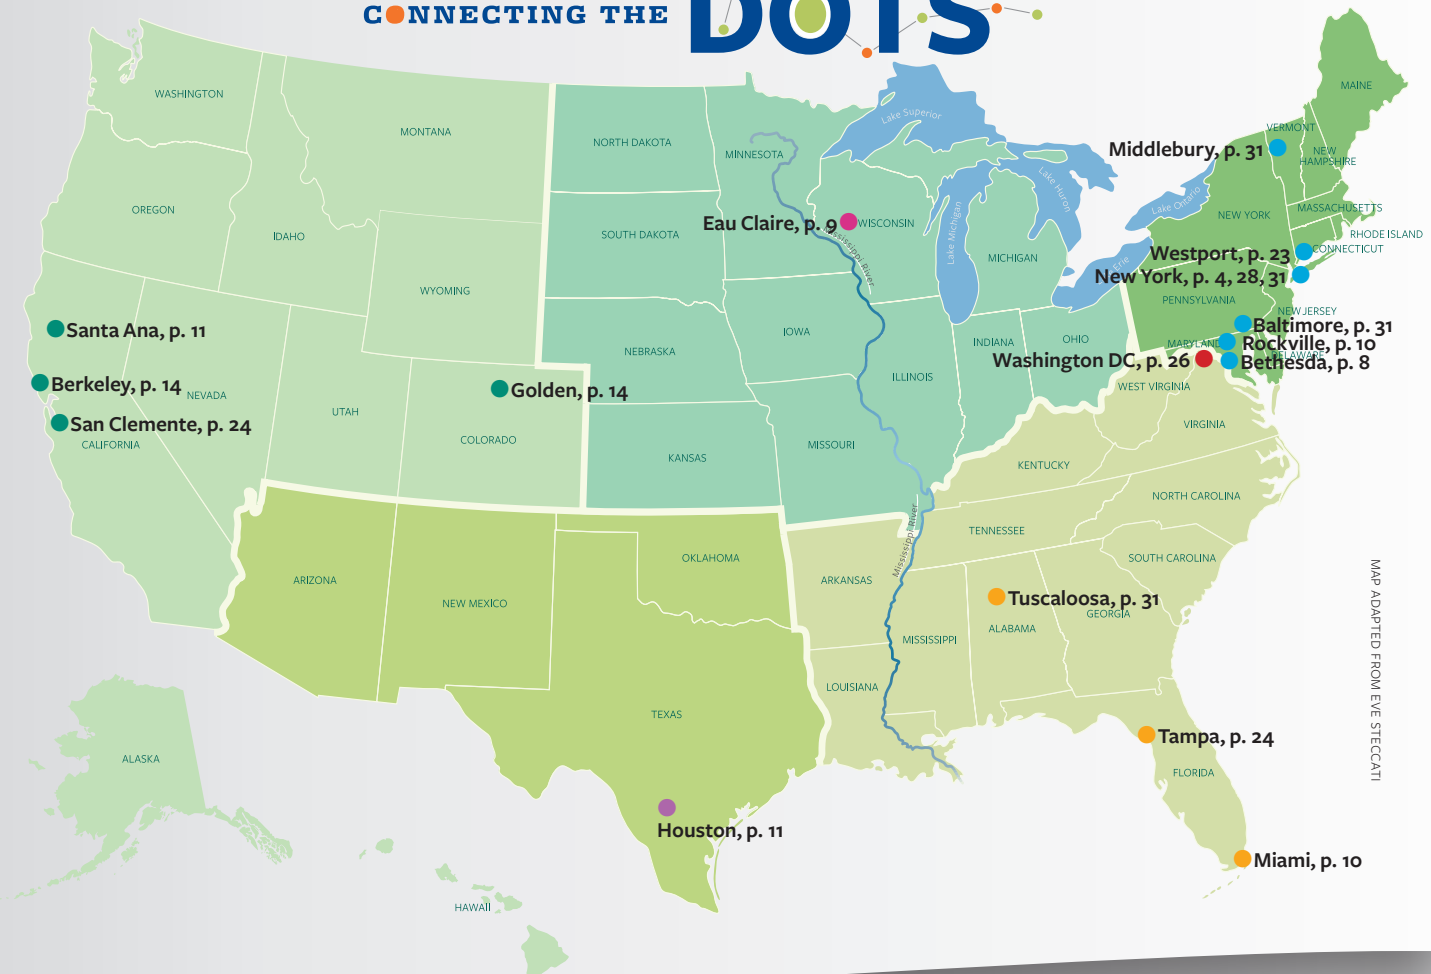 CONNECTING THE DOTS
WASHINGTON
MONTANA
NORTH DAKOTA
MINNESOTA
Lake Superior
MAINE
VERMONT
Middlebury, p. 31
NEW
HAMPSHIRE
OREGON
IDAHO
WYOMING
SOUTH DAKOTA
Eau Claire, p. 9
WISCONSIN
Mississippi River
Lake Michigan
Lake Huron
MICHIGAN
Lake Ontario
NEW YORK
MASSACHUSETTS
RHODE ISLAND
CONNECTICUT
Westport, p. 23
Erie
New York, p. 4, 28, 31
PENNSYLVANIA
NEW JERSEY
Santa Ana, p. 11
NEBRASKA
IOWA
INDIANA
OHIO
ILLINOIS
Baltimore, p. 31
MARYLAND
Rockville, p. 10
DELAWARE
Washington DC, p. 26
Bethesda, p. 8
Berkeley, p. 14
NEVADA
Golden, p. 14
UTAH
WEST VIRGINIA
San Clemente, p. 24
CALIFORNIA
COLORADO
KANSAS
MISSOURI
VIRGINIA
KENTUCKY
NORTH CAROLINA
TENNESSEE
Mississippi River
SOUTH CAROLINA
ARIZONA
NEW MEXICO
OKLAHOMA
ARKANSAS
Tuscaloosa, p. 31
GEORGIA
ALABAMA
MISSISSIPPI
LOUISIANA
TEXAS
MAP ADAPTED FROM EVE STECCATI
Tampa, p. 24
FLORIDA
ALASKA
Houston, p. 11
Miami, p. 10
HAWAII